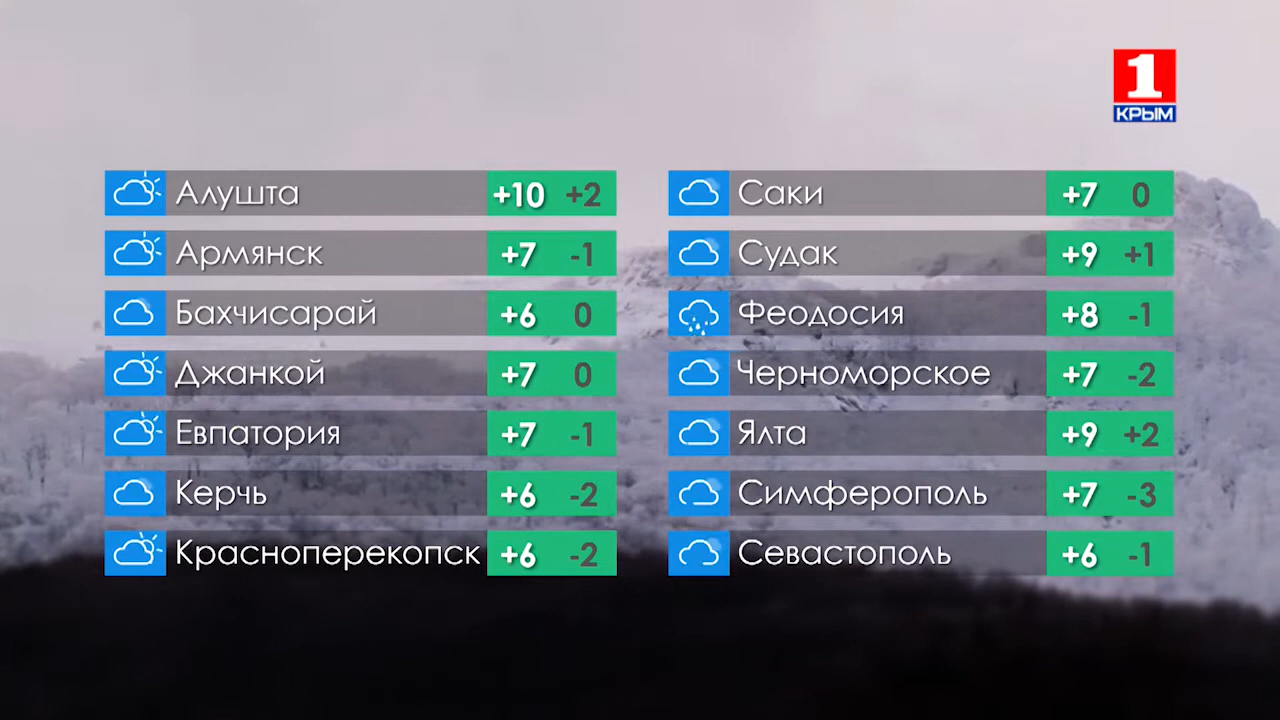 1
КРЫМ
Алушта +10 +2
Армянск +7 -1
Бахчисарай +6 0
Джанкой +7 0
Евпатория +7 -1
Керчь +6 -2
Красноперекопск +6 -2
Саки +7 0
Судак +9 +1
Феодосия +8 -1
Черноморское +7 -2
Ялта +9 +2
Симферополь +7 -3
Севастополь +6 -1